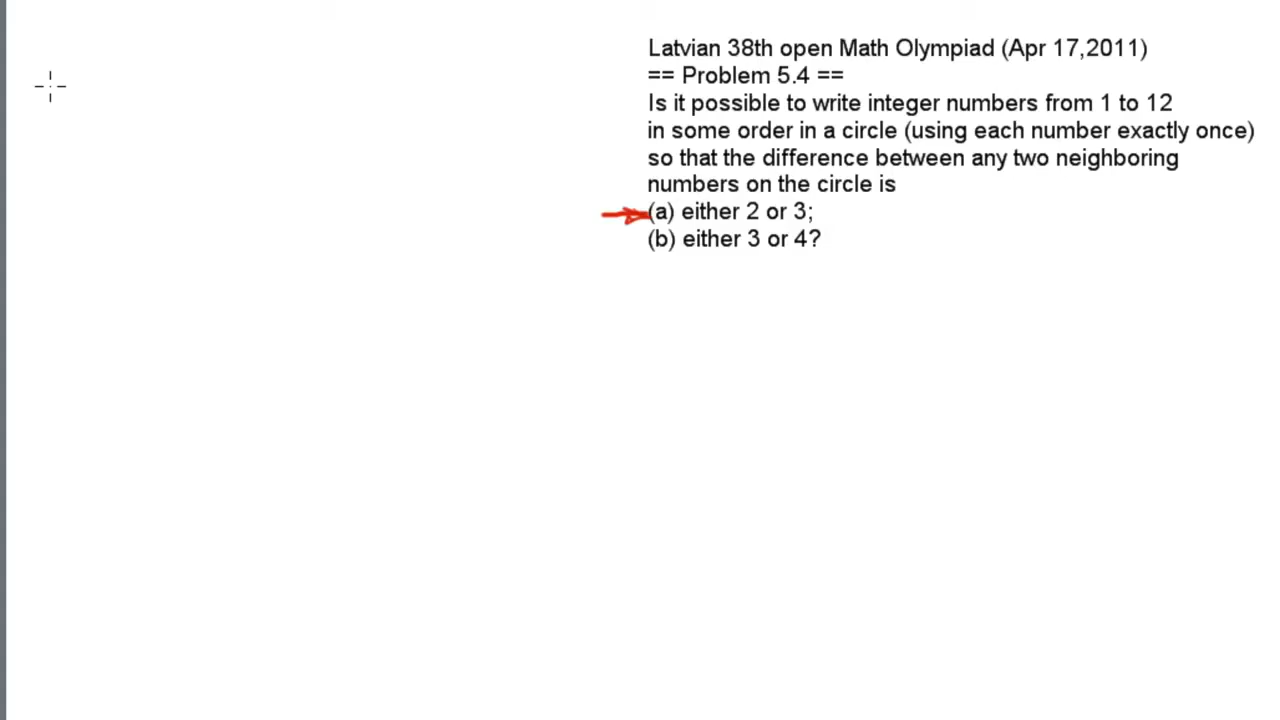 Latvian 38th open Math Olympiad (Apr 17,2011)
== Problem 5.4 ==
Is it possible to write integer numbers from 1 to 12
in some order in a circle (using each number exactly once)
so that the difference between any two neighboring
numbers on the circle is
(a) either 2 or 3;
(b) either 3 or 4?